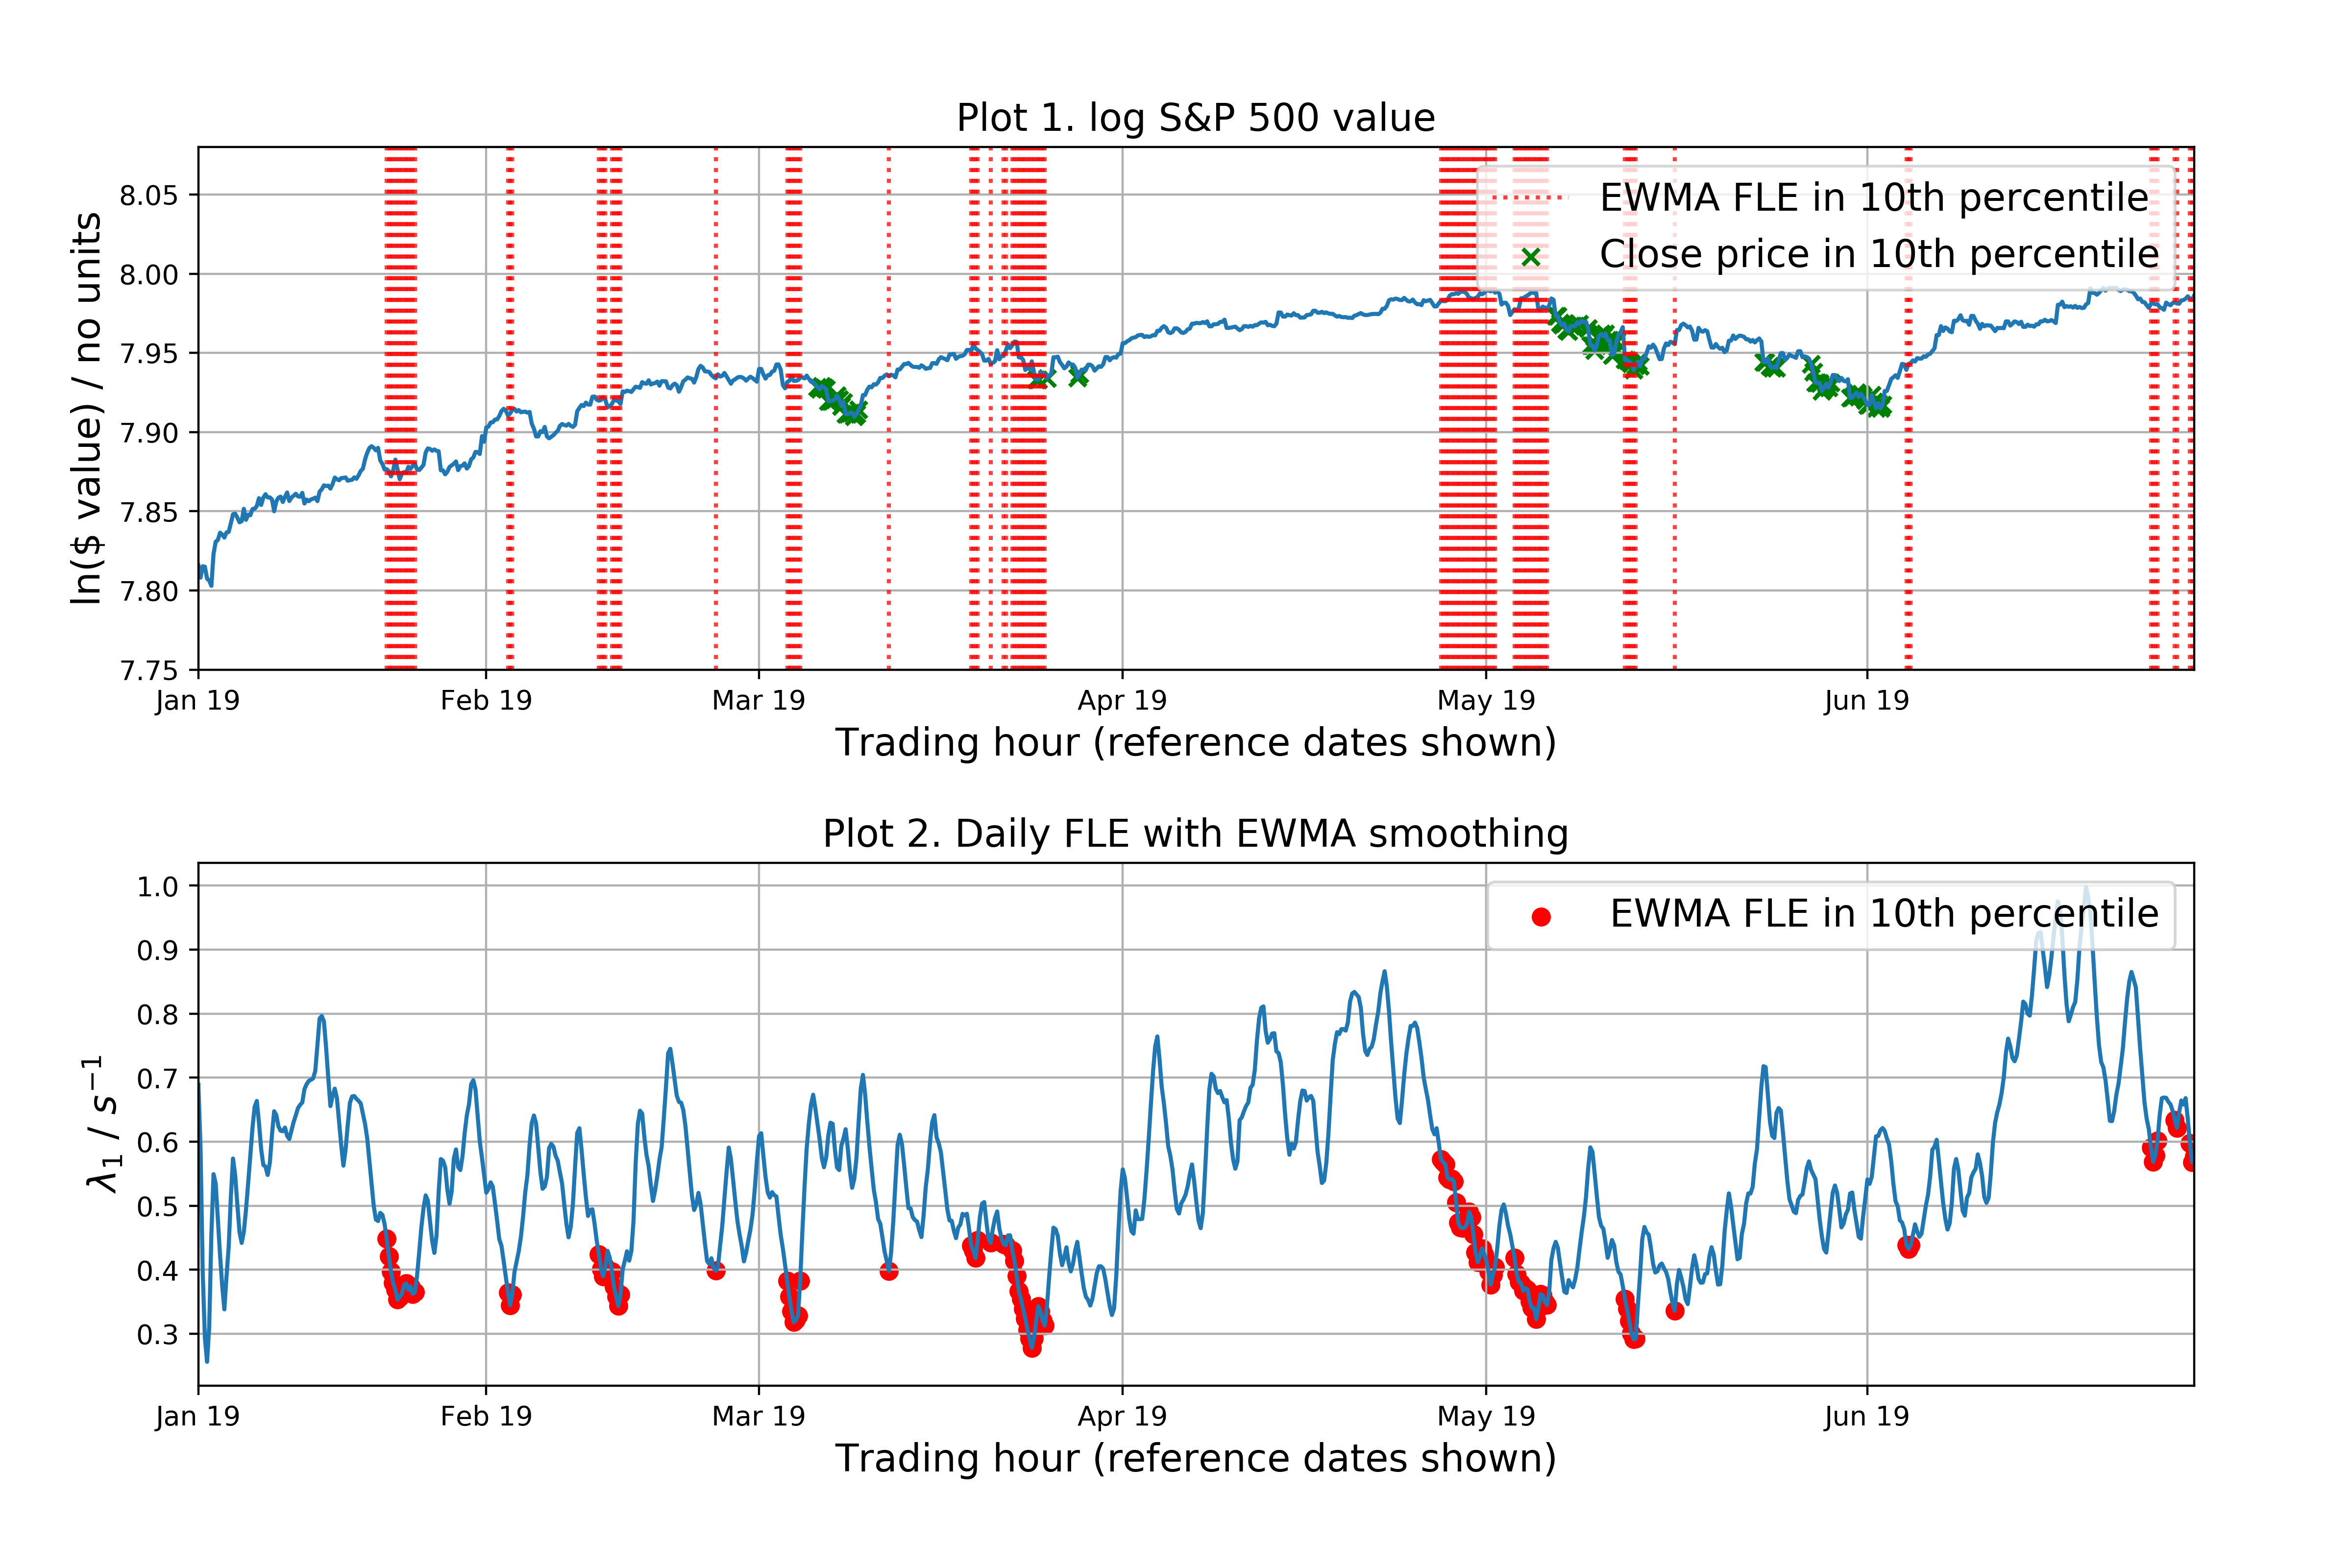 Plot 1. log S&P 500 value
ln($ value) / no units
8.05
8.00
7.95
7.90
7.85
7.80
7.75
EWMA FLE in 10th percentile
Close price in 10th percentile
Jan 19 Feb 19 Mar 19 Apr 19 May 19 Jun 19
Trading hour (reference dates shown)
Plot 2. Daily FLE with EWMA smoothing
λ₁ / s⁻¹
1.0
0.9
0.8
0.7
0.6
0.5
0.4
0.3
EWMA FLE in 10th percentile
Jan 19 Feb 19 Mar 19 Apr 19 May 19 Jun 19
Trading hour (reference dates shown)